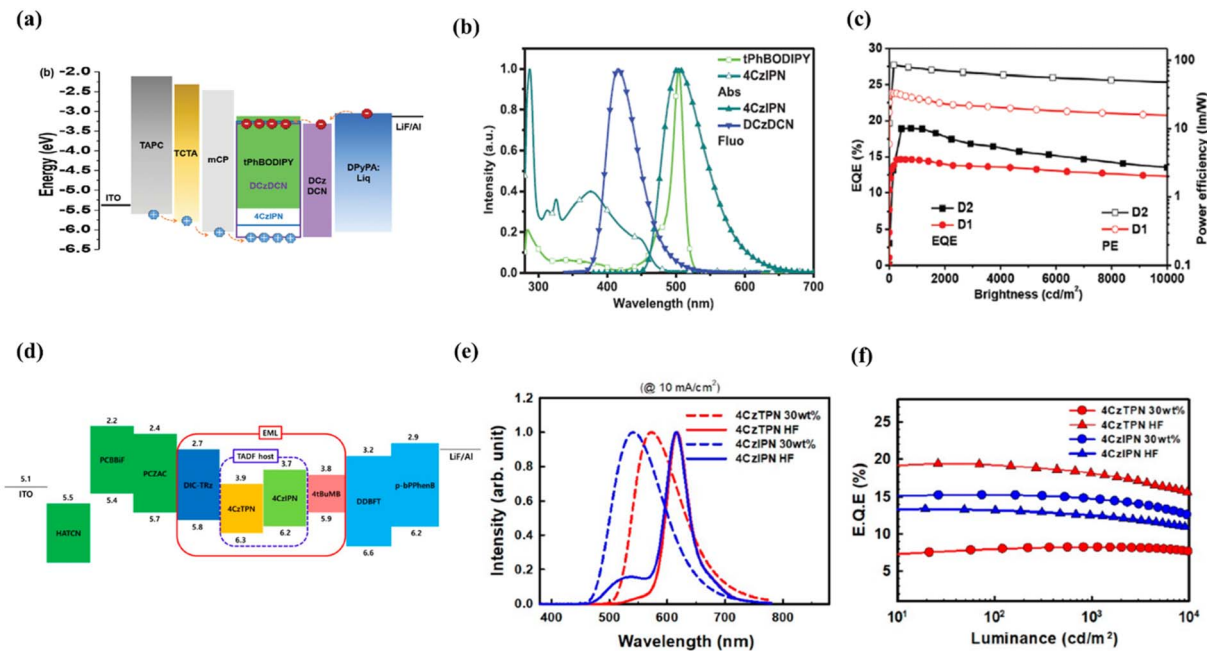 (a)
(b)
Energy (eV)
-2.0
-2.5
-3.0
-3.5
-4.0
-4.5
-5.0
-5.5
-6.0
-6.5
ITO
TAPC
TCTA
mCP
tPhBODIPY
DCzDCN
4CzIPN
DCz
DCN
DPyPA:
Liq
LiF/Al
(b)
Intensity (a.u.)
1.0
0.8
0.6
0.4
0.2
0.0
300 400 500 600 700
Wavelength (nm)
tPhBODIPY
4CzIPN
Abs
4CzIPN
DCzDCN
Fluo
(c)
EQE (%)
30
25
20
15
10
5
0
0 2000 4000 6000 8000 10000
Brightness (cd/m²)
Power efficiency (lm/W)
100
10
1
0.1
D2
D1
EQE
D2
D1
PE
(d)
5.1
ITO
5.5
HATCN
2.2
PCBBiF
5.4
2.4
PCZAC
5.7
EML
2.7
DIC-TRz
5.8
TADF host
3.9
4CzTPN
6.3
3.7
4CzIPN
6.2
3.8
4tBuMB
5.9
3.2
DDBFT
6.6
2.9
p-bPPhenB
6.2
LiF/Al
(e)
(@ 10 mA/cm²)
Intensity (arb. unit)
1.2
1.0
0.8
0.6
0.4
0.2
0.0
400 500 600 700 800
Wavelength (nm)
4CzTPN 30wt%
4CzTPN HF
4CzIPN 30wt%
4CzIPN HF
(f)
E.Q.E (%)
25
20
15
10
5
10¹ 10² 10³ 10⁴
Luminance (cd/m²)
4CzTPN 30wt%
4CzTPN HF
4CzIPN 30wt%
4CzIPN HF